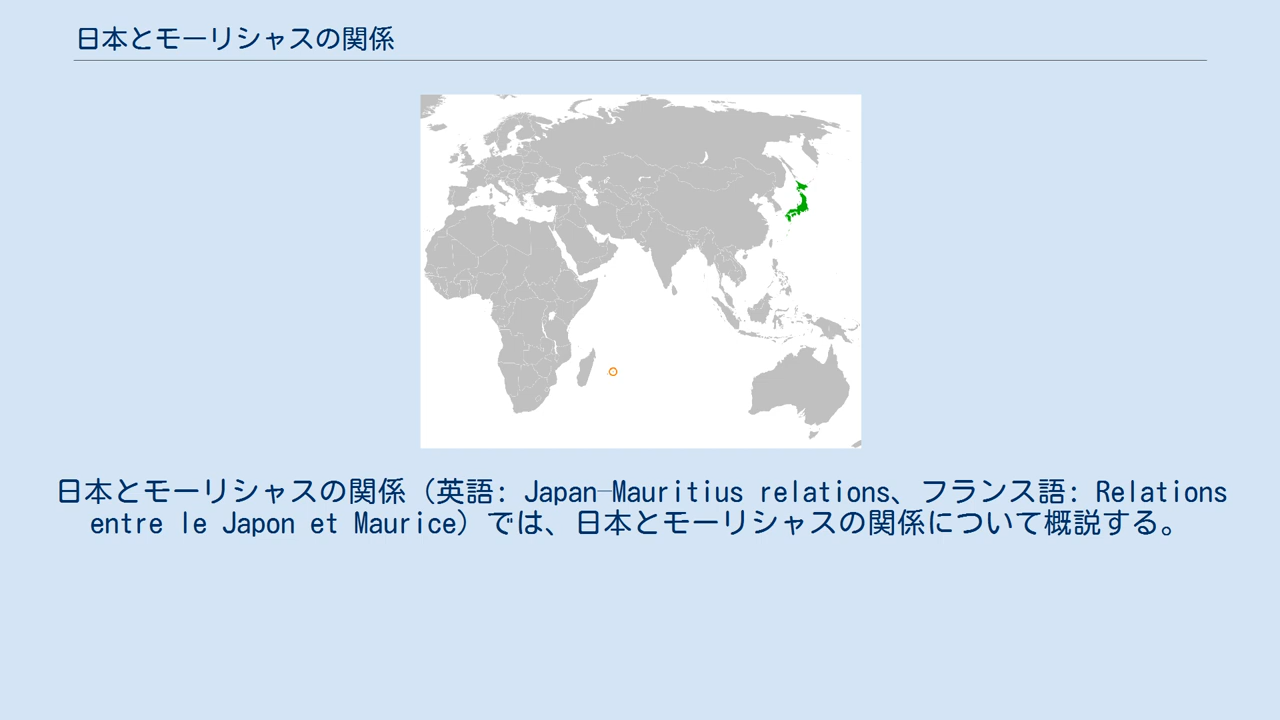 日本とモーリシャスの関係
日本とモーリシャスの関係（英語: Japan–Mauritius relations、フランス語: Relations
entre le Japon et Maurice）では、日本とモーリシャスの関係について概説する。